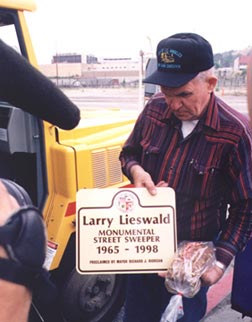 Larry Lieswald
MONUMENTAL
STREET SWEEPER
1965 - 1998
PROCLAIMED BY MAYOR RICHARD J. RIORDAN